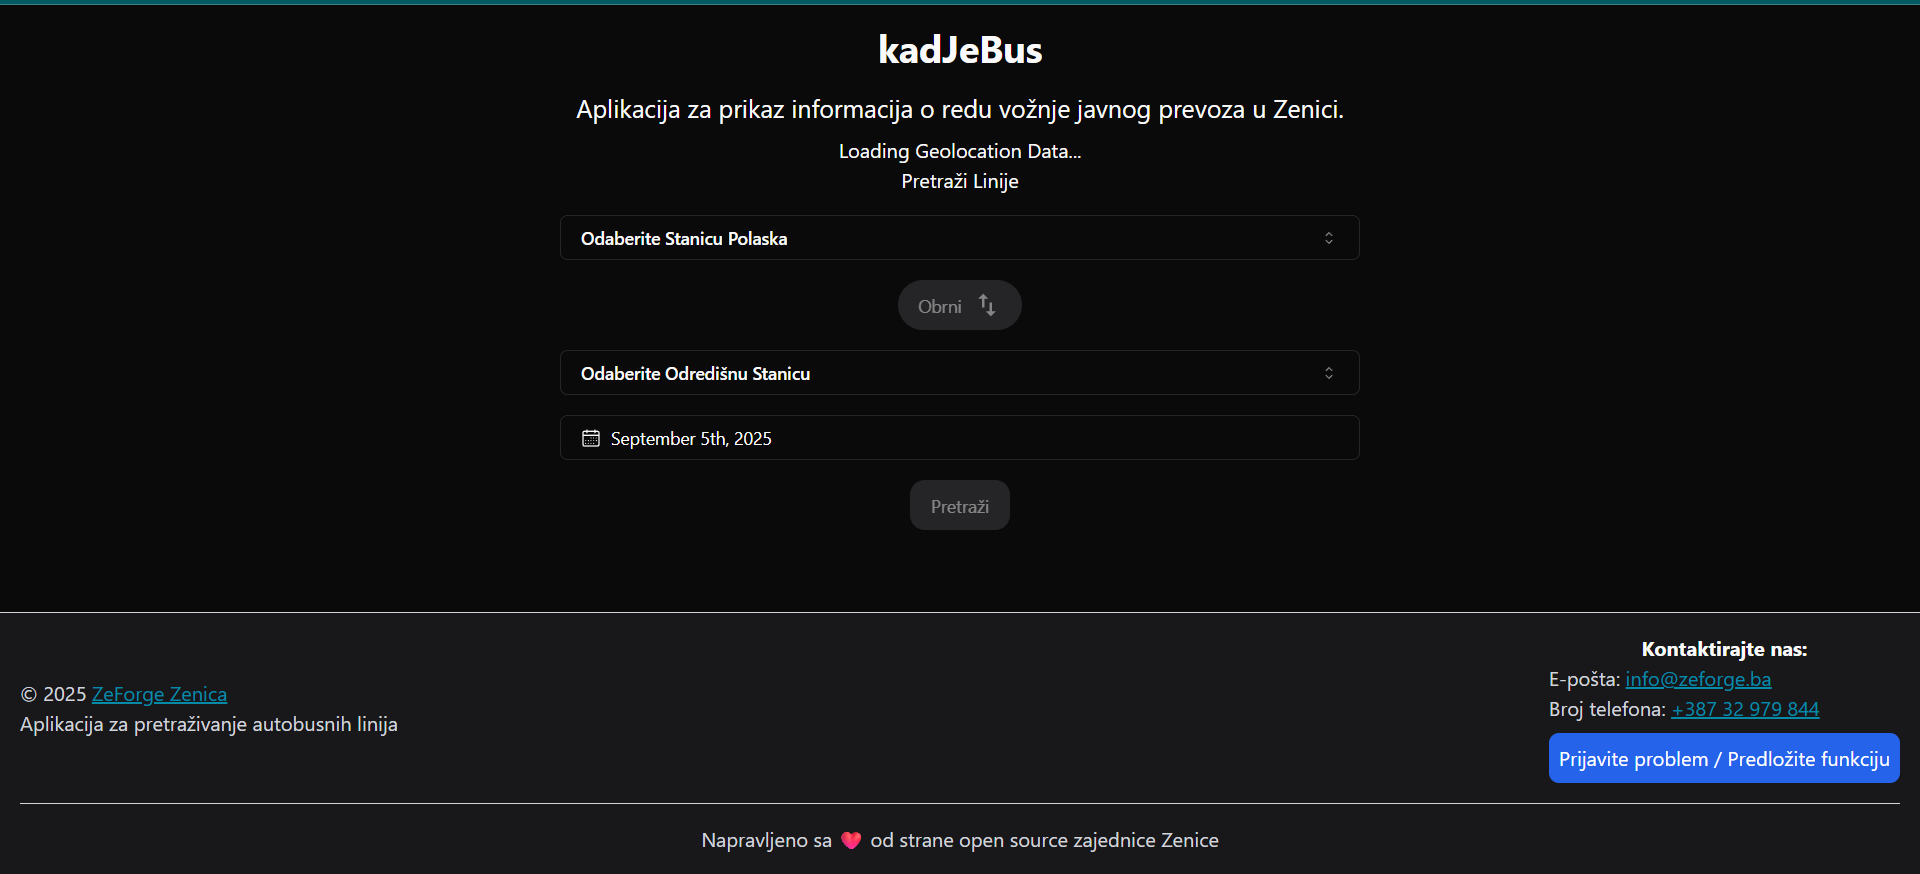 kadJeBus
Aplikacija za prikaz informacija o redu vožnje javnog prevoza u Zenici.
Loading Geolocation Data...
Pretraži Linije
Odaberite Stanicu Polaska
Obrni
Odaberite Odredišnu Stanicu
September 5th, 2025
Pretraži
© 2025 ZeForge Zenica
Aplikacija za pretraživanje autobusnih linija
Kontaktirajte nas:
E-pošta: info@zeforge.ba
Broj telefona: +387 32 979 844
Prijavite problem / Predložite funkciju
Napravljeno sa ❤️ od strane open source zajednice Zenice